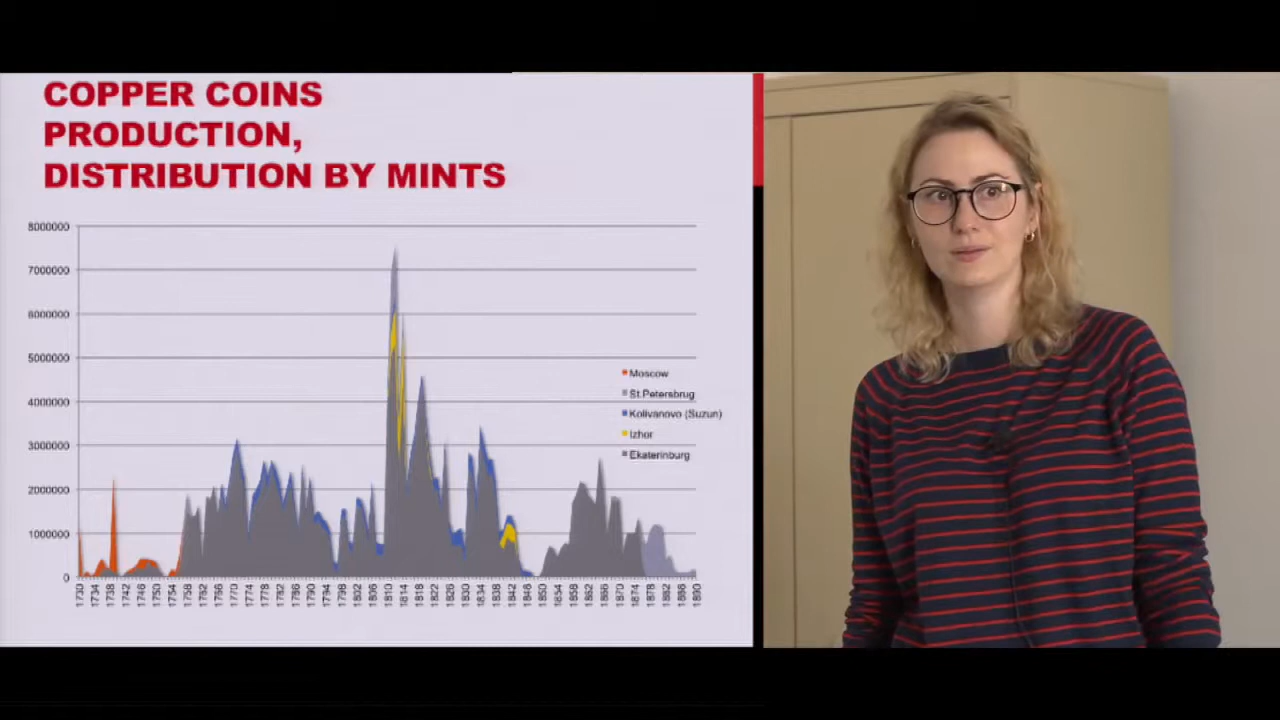 COPPER COINS
PRODUCTION,
DISTRIBUTION BY MINTS
8000000
7000000
6000000
5000000
4000000
3000000
2000000
1000000
0
Moscow
St.Petersbrug
Kolivanovo (Suzun)
Izhor
Ekaterinburg
1730 1734 1738 1742 1746 1750 1754 1758 1762 1766 1770 1774 1778 1782 1786 1790 1794 1798 1802 1806 1810 1814 1818 1822 1826 1830 1834 1838 1842 1846 1850 1854 1858 1862 1866 1870 1874 1878 1882 1886 1890